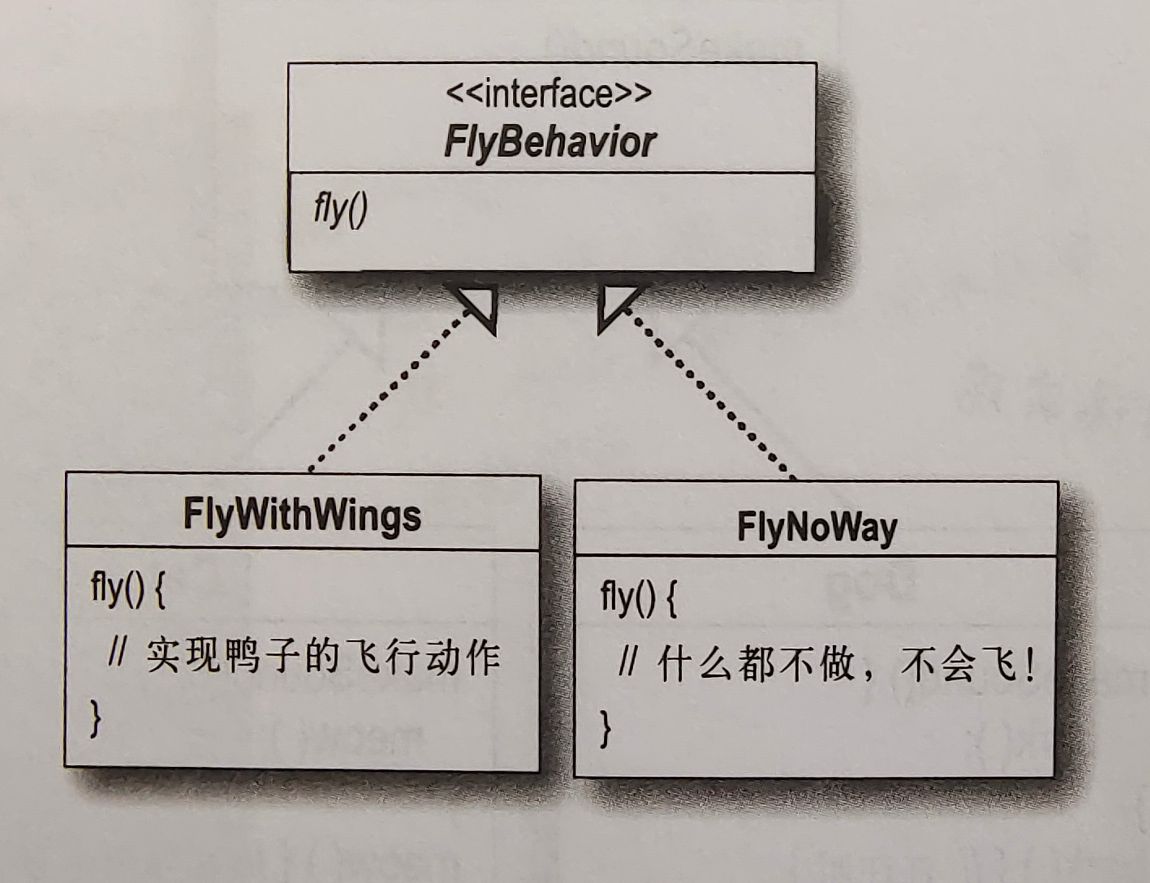 <<interface>>
FlyBehavior
fly()
FlyWithWings
fly() {
// 实现鸭子的飞行动作
}
FlyNoWay
fly() {
// 什么都不做，不会飞！
}